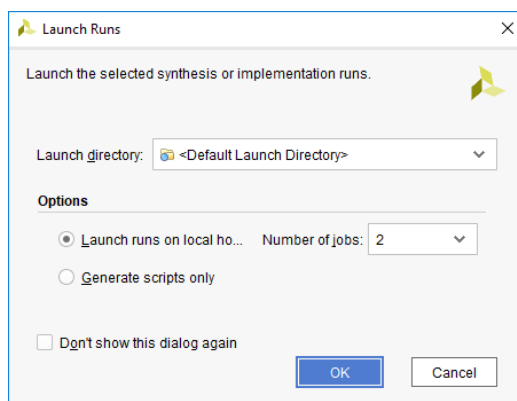 Launch Runs
Launch the selected synthesis or implementation runs.
Launch directory: <Default Launch Directory>
Options
Launch runs on local ho... Number of jobs: 2
Generate scripts only
Don't show this dialog again
OK Cancel